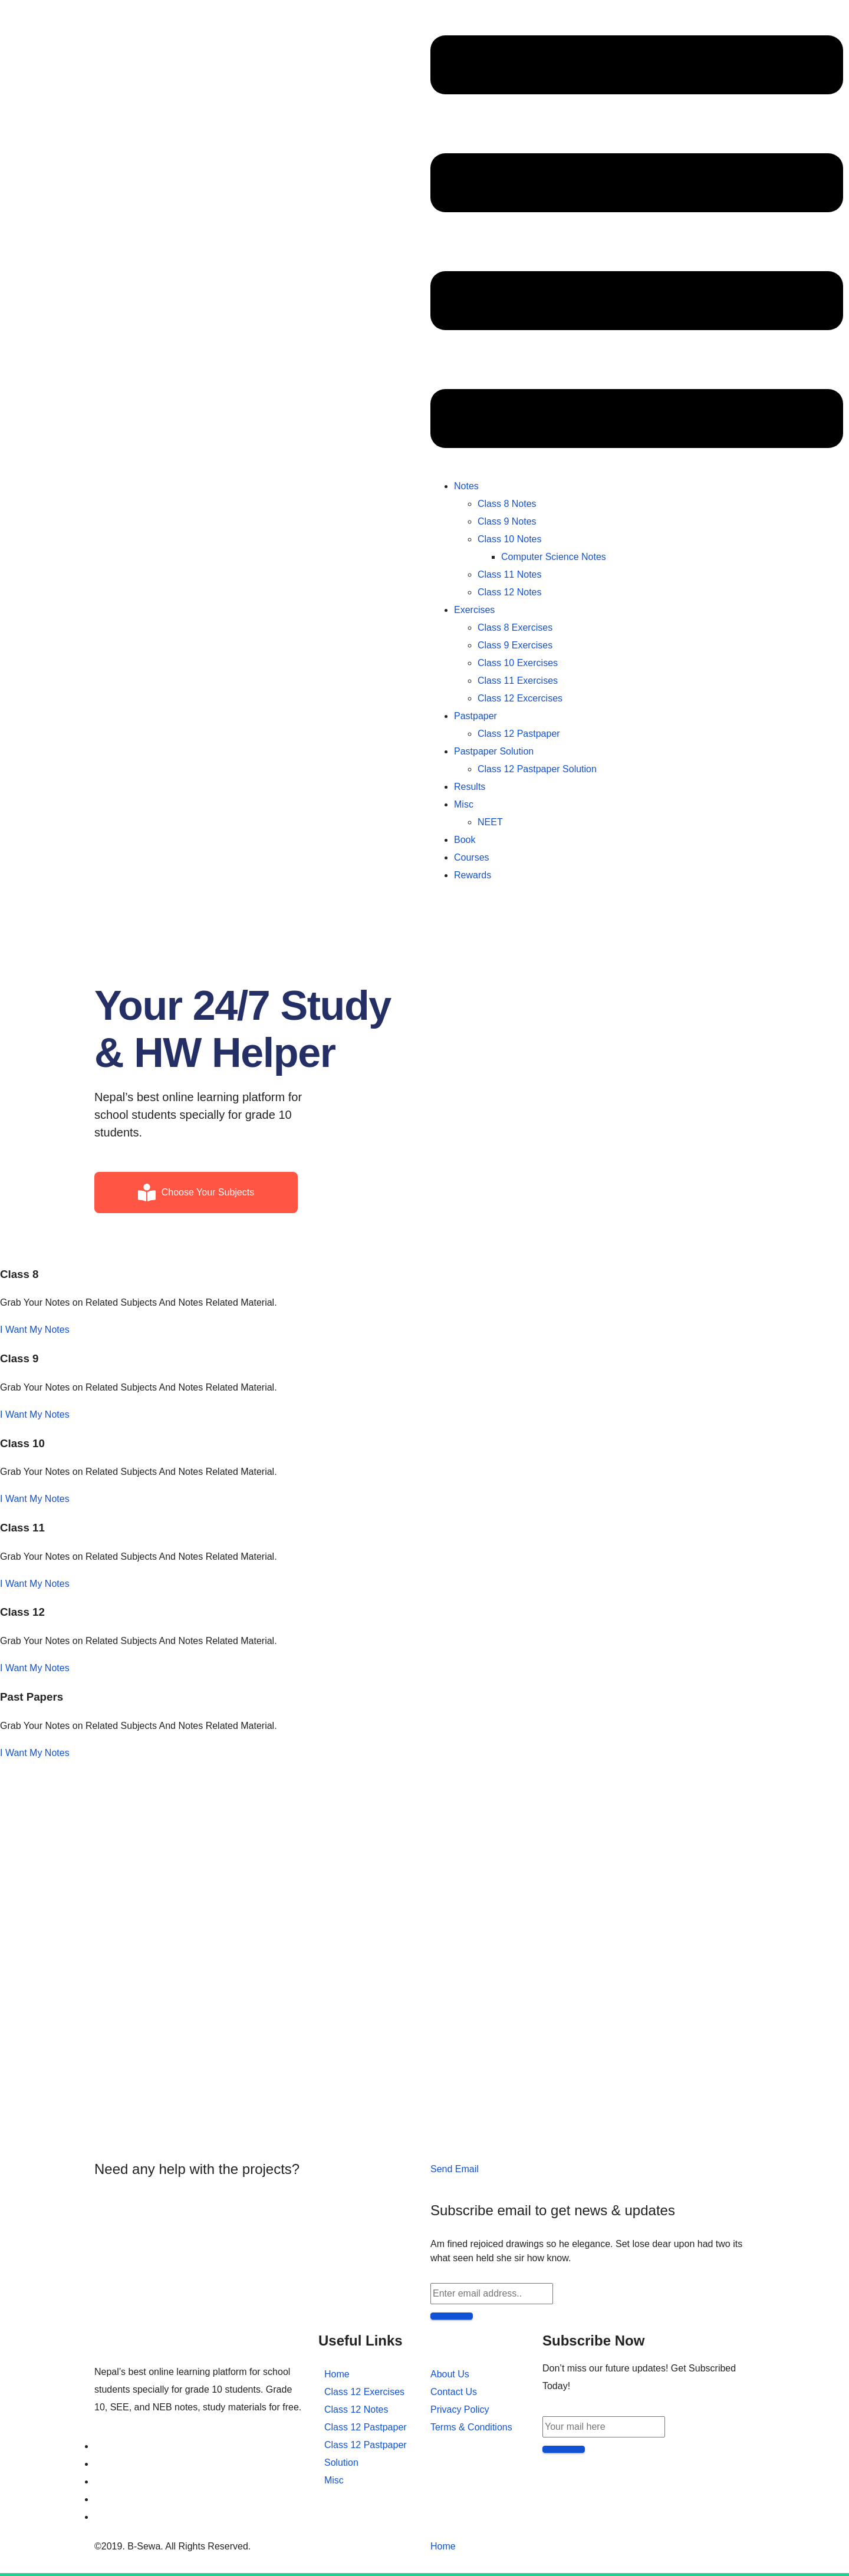 Notes
Class 8 Notes
Class 9 Notes
Class 10 Notes
Computer Science Notes
Class 11 Notes
Class 12 Notes
Exercises
Class 8 Exercises
Class 9 Exercises
Class 10 Exercises
Class 11 Exercises
Class 12 Excercises
Pastpaper
Class 12 Pastpaper
Pastpaper Solution
Class 12 Pastpaper Solution
Results
Misc
NEET
Book
Courses
Rewards
Your 24/7 Study
& HW Helper
Nepal’s best online learning platform for
school students specially for grade 10
students.
Choose Your Subjects
Class 8
Grab Your Notes on Related Subjects And Notes Related Material.
I Want My Notes
Class 9
Grab Your Notes on Related Subjects And Notes Related Material.
I Want My Notes
Class 10
Grab Your Notes on Related Subjects And Notes Related Material.
I Want My Notes
Class 11
Grab Your Notes on Related Subjects And Notes Related Material.
I Want My Notes
Class 12
Grab Your Notes on Related Subjects And Notes Related Material.
I Want My Notes
Past Papers
Grab Your Notes on Related Subjects And Notes Related Material.
I Want My Notes
Need any help with the projects?
Send Email
Subscribe email to get news & updates
Am fined rejoiced drawings so he elegance. Set lose dear upon had two its
what seen held she sir how know.
Enter email address..
Nepal’s best online learning platform for school
students specially for grade 10 students. Grade
10, SEE, and NEB notes, study materials for free.
Useful Links
Home
Class 12 Exercises
Class 12 Notes
Class 12 Pastpaper
Class 12 Pastpaper
Solution
Misc
About Us
Contact Us
Privacy Policy
Terms & Conditions
Subscribe Now
Don’t miss our future updates! Get Subscribed
Today!
Your mail here
©2019. B-Sewa. All Rights Reserved.
Home